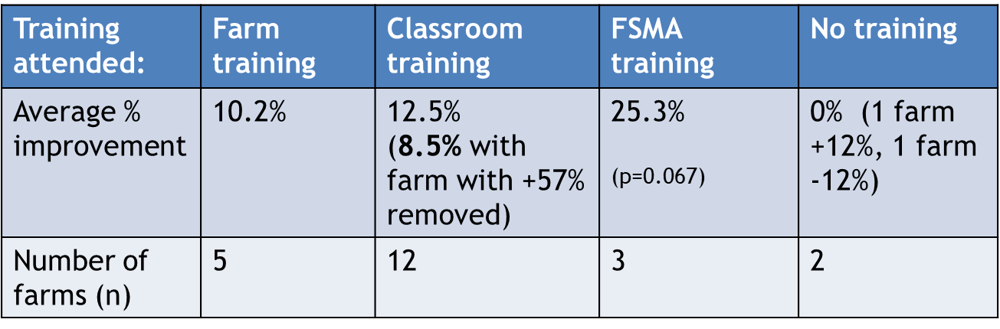 Training attended:
Farm training
Classroom training
FSMA training
No training
Average % improvement
10.2%
12.5%
(8.5% with
farm with +57%
removed)
25.3%
(p=0.067)
0%  (1 farm
+12%, 1 farm
-12%)
Number of farms (n)
5
12
3
2